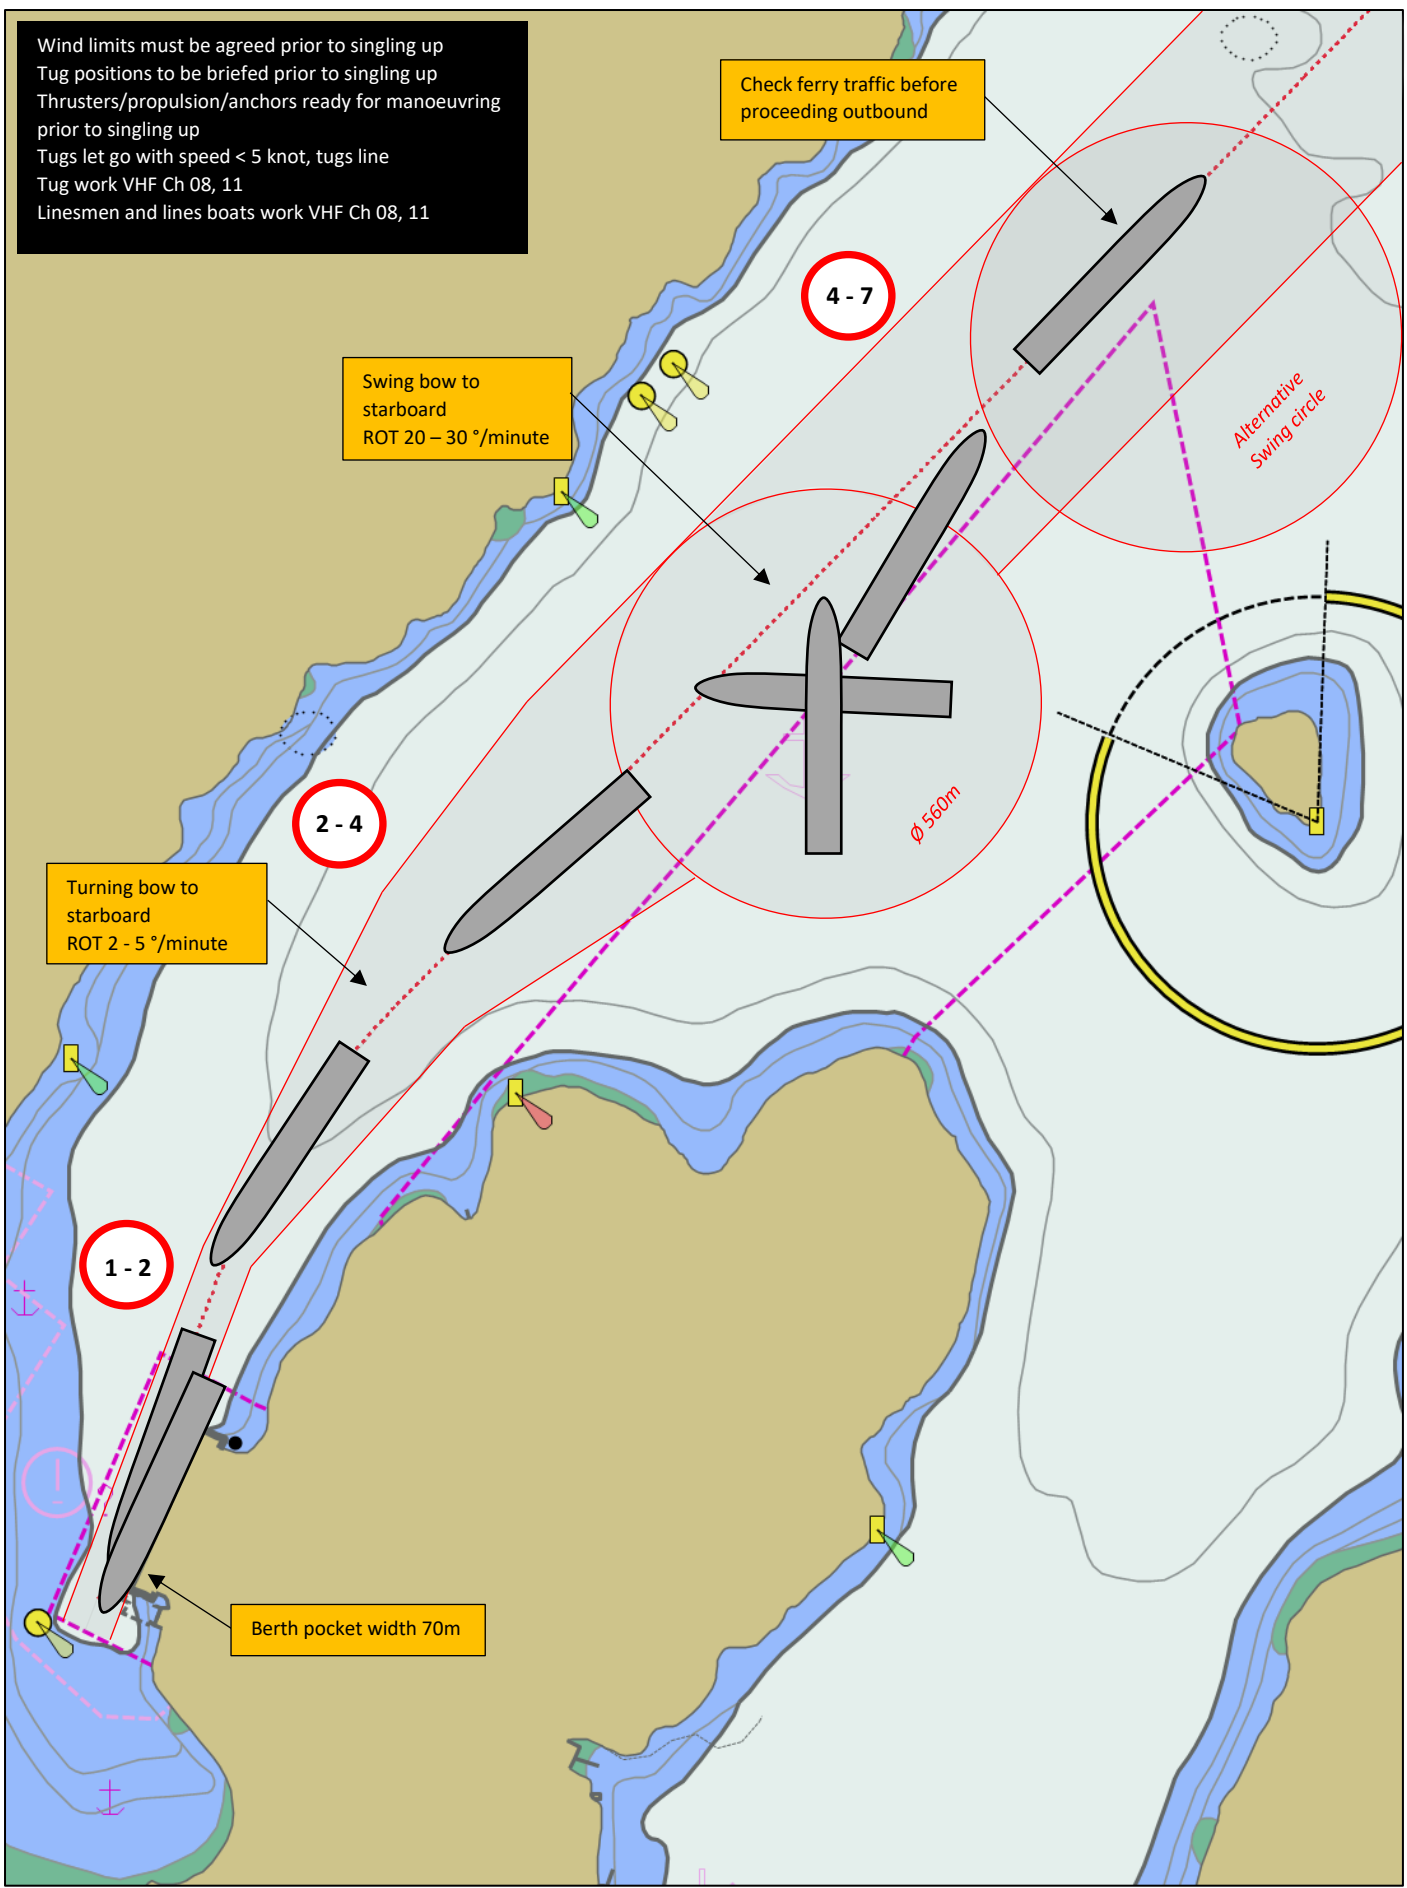 Wind limits must be agreed prior to singling up
Tug positions to be briefed prior to singling up
Thrusters/propulsion/anchors ready for manoeuvring
prior to singling up
Tugs let go with speed < 5 knot, tugs line
Tug work VHF Ch 08, 11
Linesmen and lines boats work VHF Ch 08, 11
Check ferry traffic before
proceeding outbound
4 - 7
Swing bow to
starboard
ROT 20 – 30 °/minute
Alternative
Swing circle
Ø 560m
2 - 4
Turning bow to
starboard
ROT 2 - 5 °/minute
1 - 2
Berth pocket width 70m